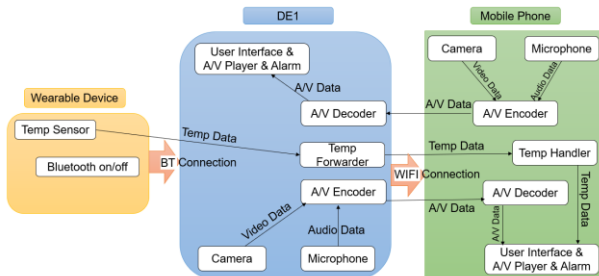 DE1
Mobile Phone
User Interface &
A/V Player & Alarm
Camera
Microphone
Video Data
Audio Data
A/V Data
A/V Data
Wearable Device
A/V Decoder
A/V Encoder
Temp Sensor
Temp Data
Temp
Forwarder
Temp Data
Temp Handler
Bluetooth on/off
BT Connection
WIFI Connection
A/V Encoder
A/V Decoder
A/V Data
Temp Data
Video Data
Audio Data
A/V Data
Camera
Microphone
User Interface &
A/V Player & Alarm